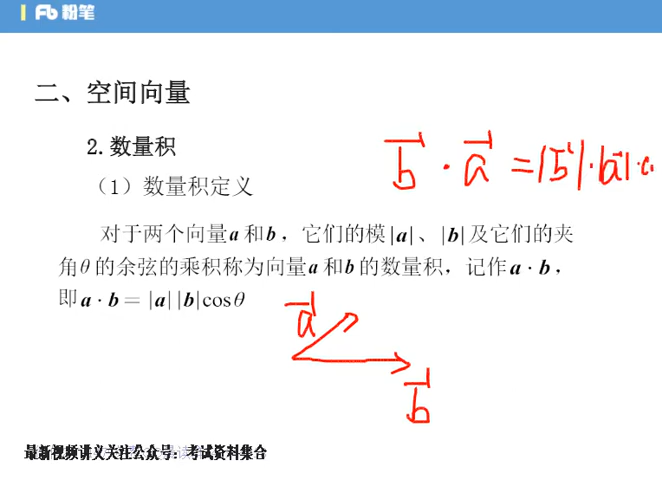 Fb 粉笔
二、空间向量
2.数量积
(1)数量积定义
b⃗ · a⃗ = |b⃗| · |a⃗| · c
对于两个向量a和b，它们的模|a|、|b|及它们的夹
角θ的余弦的乘积称为向量a和b的数量积，记作a·b，
即a·b=|a||b|cosθ
a⃗
b⃗
最新视频讲义关注公众号：考试资料集合